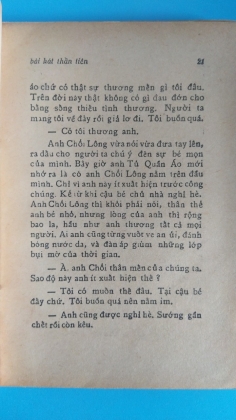 bài hát thần tiên 21
áo chứ có thật sự thương mến gì tôi đâu.
Trên đời này thật không có gì đau đớn cho
bằng sống thiếu tình thương. Người ta
mang tôi về đây rồi giả lơ đi. Tôi buồn quá.
— Có tôi thương anh.
Anh Chổi Lông vừa nói vừa đưa tay lên,
ra dấu cho người ta chú ý đến sự bé mọn
của mình. Bây giờ anh Tủ Quần Áo mới
nhớ ra là cô anh Chổi Lông nằm trên đầu
mình. Chỉ vì anh này ít xuất hiện trước công
chúng. Kể từ khi cậu bé chủ nhà nghỉ hè.
Anh Chổi Lông thì khỏi phải nói, thân thể
anh bé nhỏ, nhưng lòng của anh thì rộng
bao la, hầu như anh thương tất cả mọi
người. Ai anh cũng từng vuốt ve an ủi, đánh
bóng nước da, và đàn áp giùm những lớp
bụi mờ của thời gian.
— À, anh Chổi thân mến của chúng ta.
Sao độ này anh ít xuất hiện thế ?
— Tôi có muốn thế đâu. Tại cậu bé
đấy chứ. Tôi buồn quá nên nằm im.
— Anh cũng được nghỉ hè. Sướng gần
chết rồi còn kêu.